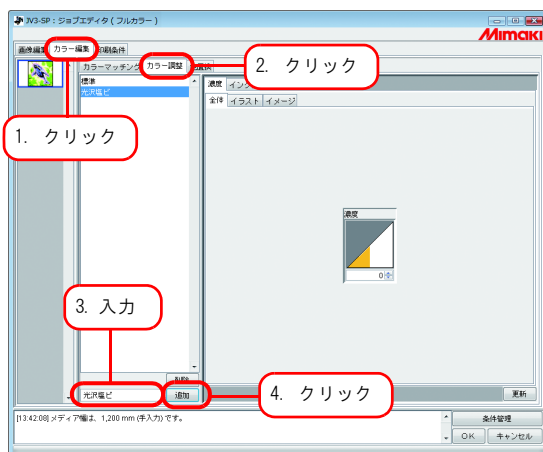 JV3-SP：ジョブエディタ ( フルカラー )
Mimaki
画像編集 カラー編集 印刷条件
カラーマッチング カラー調整
2. クリック
標準
光沢塩ビ
濃度 インク
全体 イラスト イメージ
1. クリック
濃度
0
3. 入力
削除
光沢塩ビ 追加
4. クリック
更新
[13:42:08] メディア幅は、1,200 mm (手入力) です。
条件管理
OK キャンセル